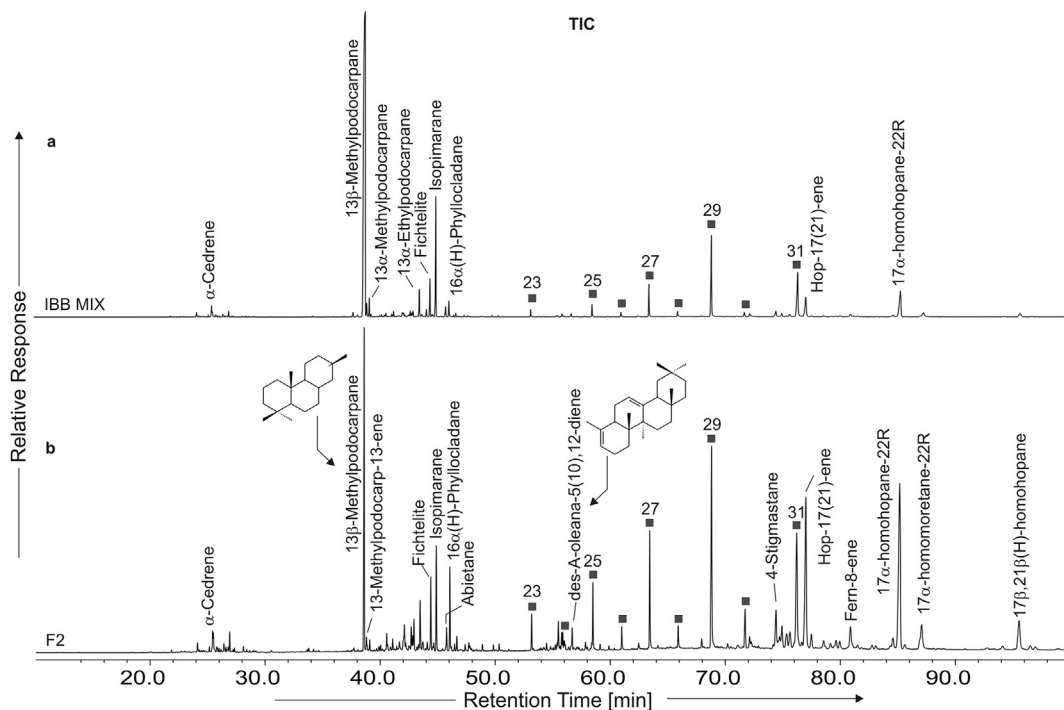 TIC
a
IBB MIX
α-Cedrene
13β-Methylpodocarpane
13α-Methylpodocarpane
13α-Ethylpodocarpane
Fichtelite
Isopimarane
16α(H)-Phyllocladane
23
25
27
29
31
Hop-17(21)-ene
17α-homohopane-22R
Relative Response
b
F2
α-Cedrene
13β-Methylpodocarpane
13-Methylpodocarp-13-ene
Fichtelite
Isopimarane
16α(H)-Phyllocladane
Abietane
23
des-A-oleana-5(10),12-diene
25
27
29
4-Stigmastane
31
Hop-17(21)-ene
Fern-8-ene
17α-homohopane-22R
17α-homomoretane-22R
17β,21β(H)-homohopane
20.0 30.0 40.0 50.0 60.0 70.0 80.0 90.0
Retention Time [min]